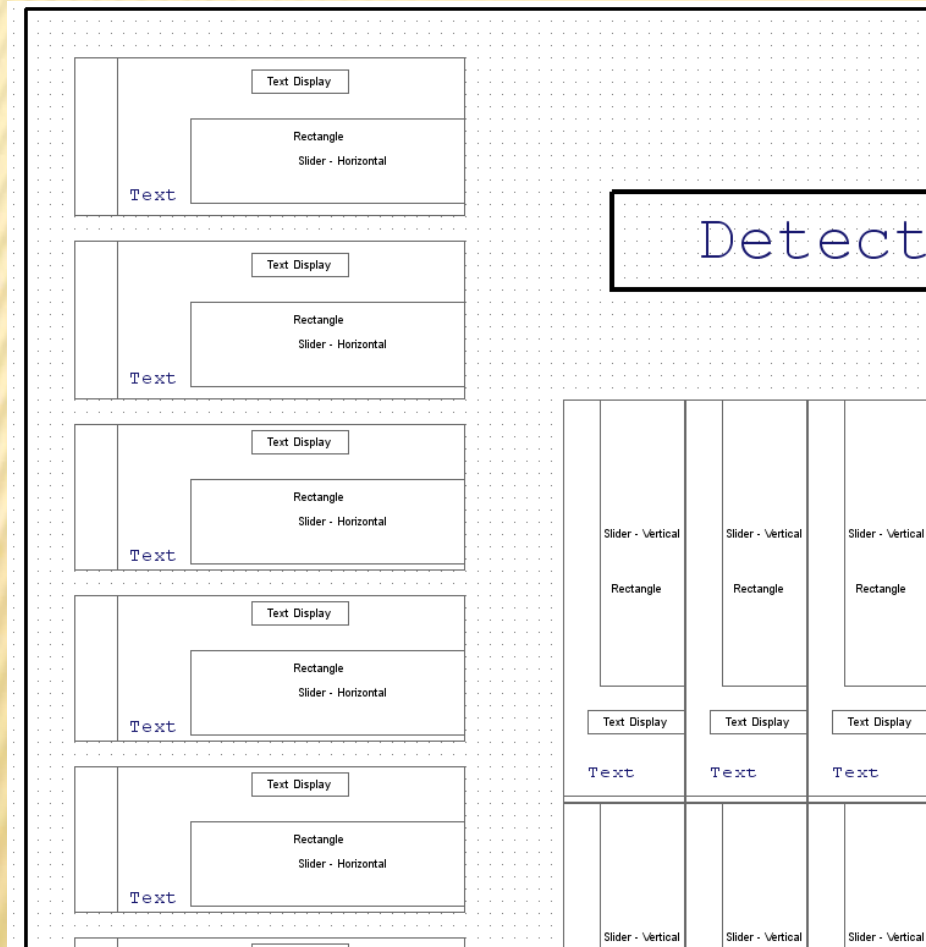 Text Display
Rectangle
Slider - Horizontal
Text
Text Display
Rectangle
Slider - Horizontal
Text
Text Display
Rectangle
Slider - Horizontal
Text
Text Display
Rectangle
Slider - Horizontal
Text
Text Display
Rectangle
Slider - Horizontal
Text
Detect
Slider - Vertical Slider - Vertical Slider - Vertical
Rectangle Rectangle Rectangle
Text Display Text Display Text Display
Text Text Text
Slider - Vertical Slider - Vertical Slider - Vertical